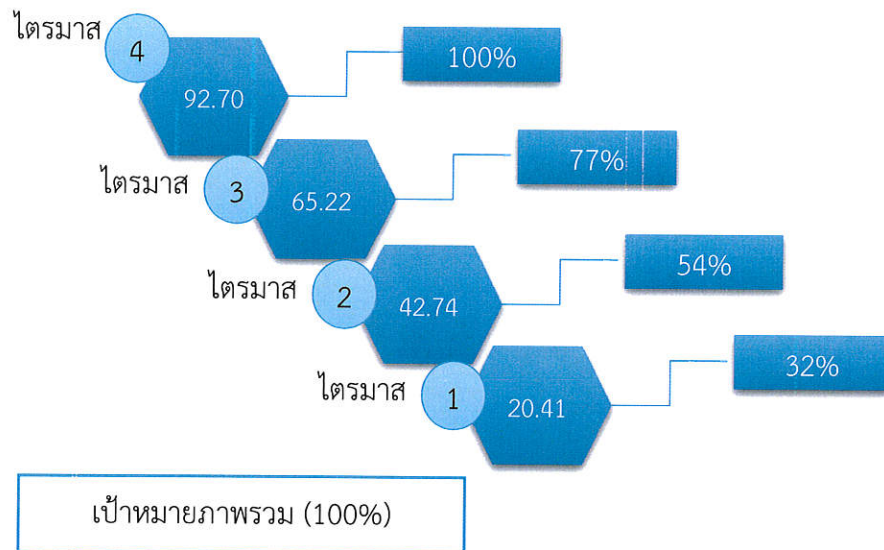 ไตรมาส
4
92.70
100%
ไตรมาส
3
65.22
77%
ไตรมาส
2
42.74
54%
ไตรมาส
1
20.41
32%
เป้าหมายภาพรวม (100%)